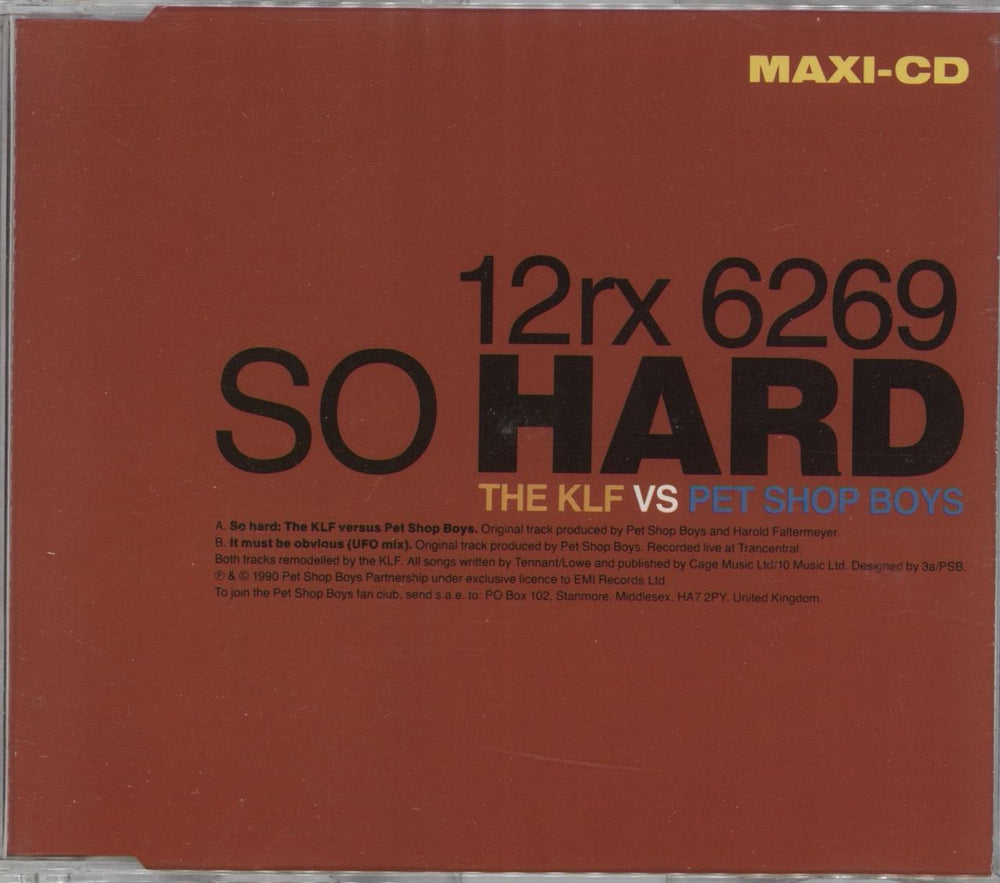 MAXI-CD
12rx 6269
SO HARD
THE KLF VS PET SHOP BOYS
A. So hard: The KLF versus Pet Shop Boys. Original track produced by Pet Shop Boys and Harold Faltermeyer.
B. It must be obvious (UFO mix). Original track produced by Pet Shop Boys. Recorded live at Trancentral.
Both tracks remodelled by the KLF. All songs written by Tennant/Lowe and published by Cage Music Ltd/10 Music Ltd. Designed by 3a/PSB.
℗ & © 1990 Pet Shop Boys Partnership under exclusive licence to EMI Records Ltd.
To join the Pet Shop Boys fan club, send s.a.e. to: PO Box 102, Stanmore, Middlesex, HA7 2PY, United Kingdom.